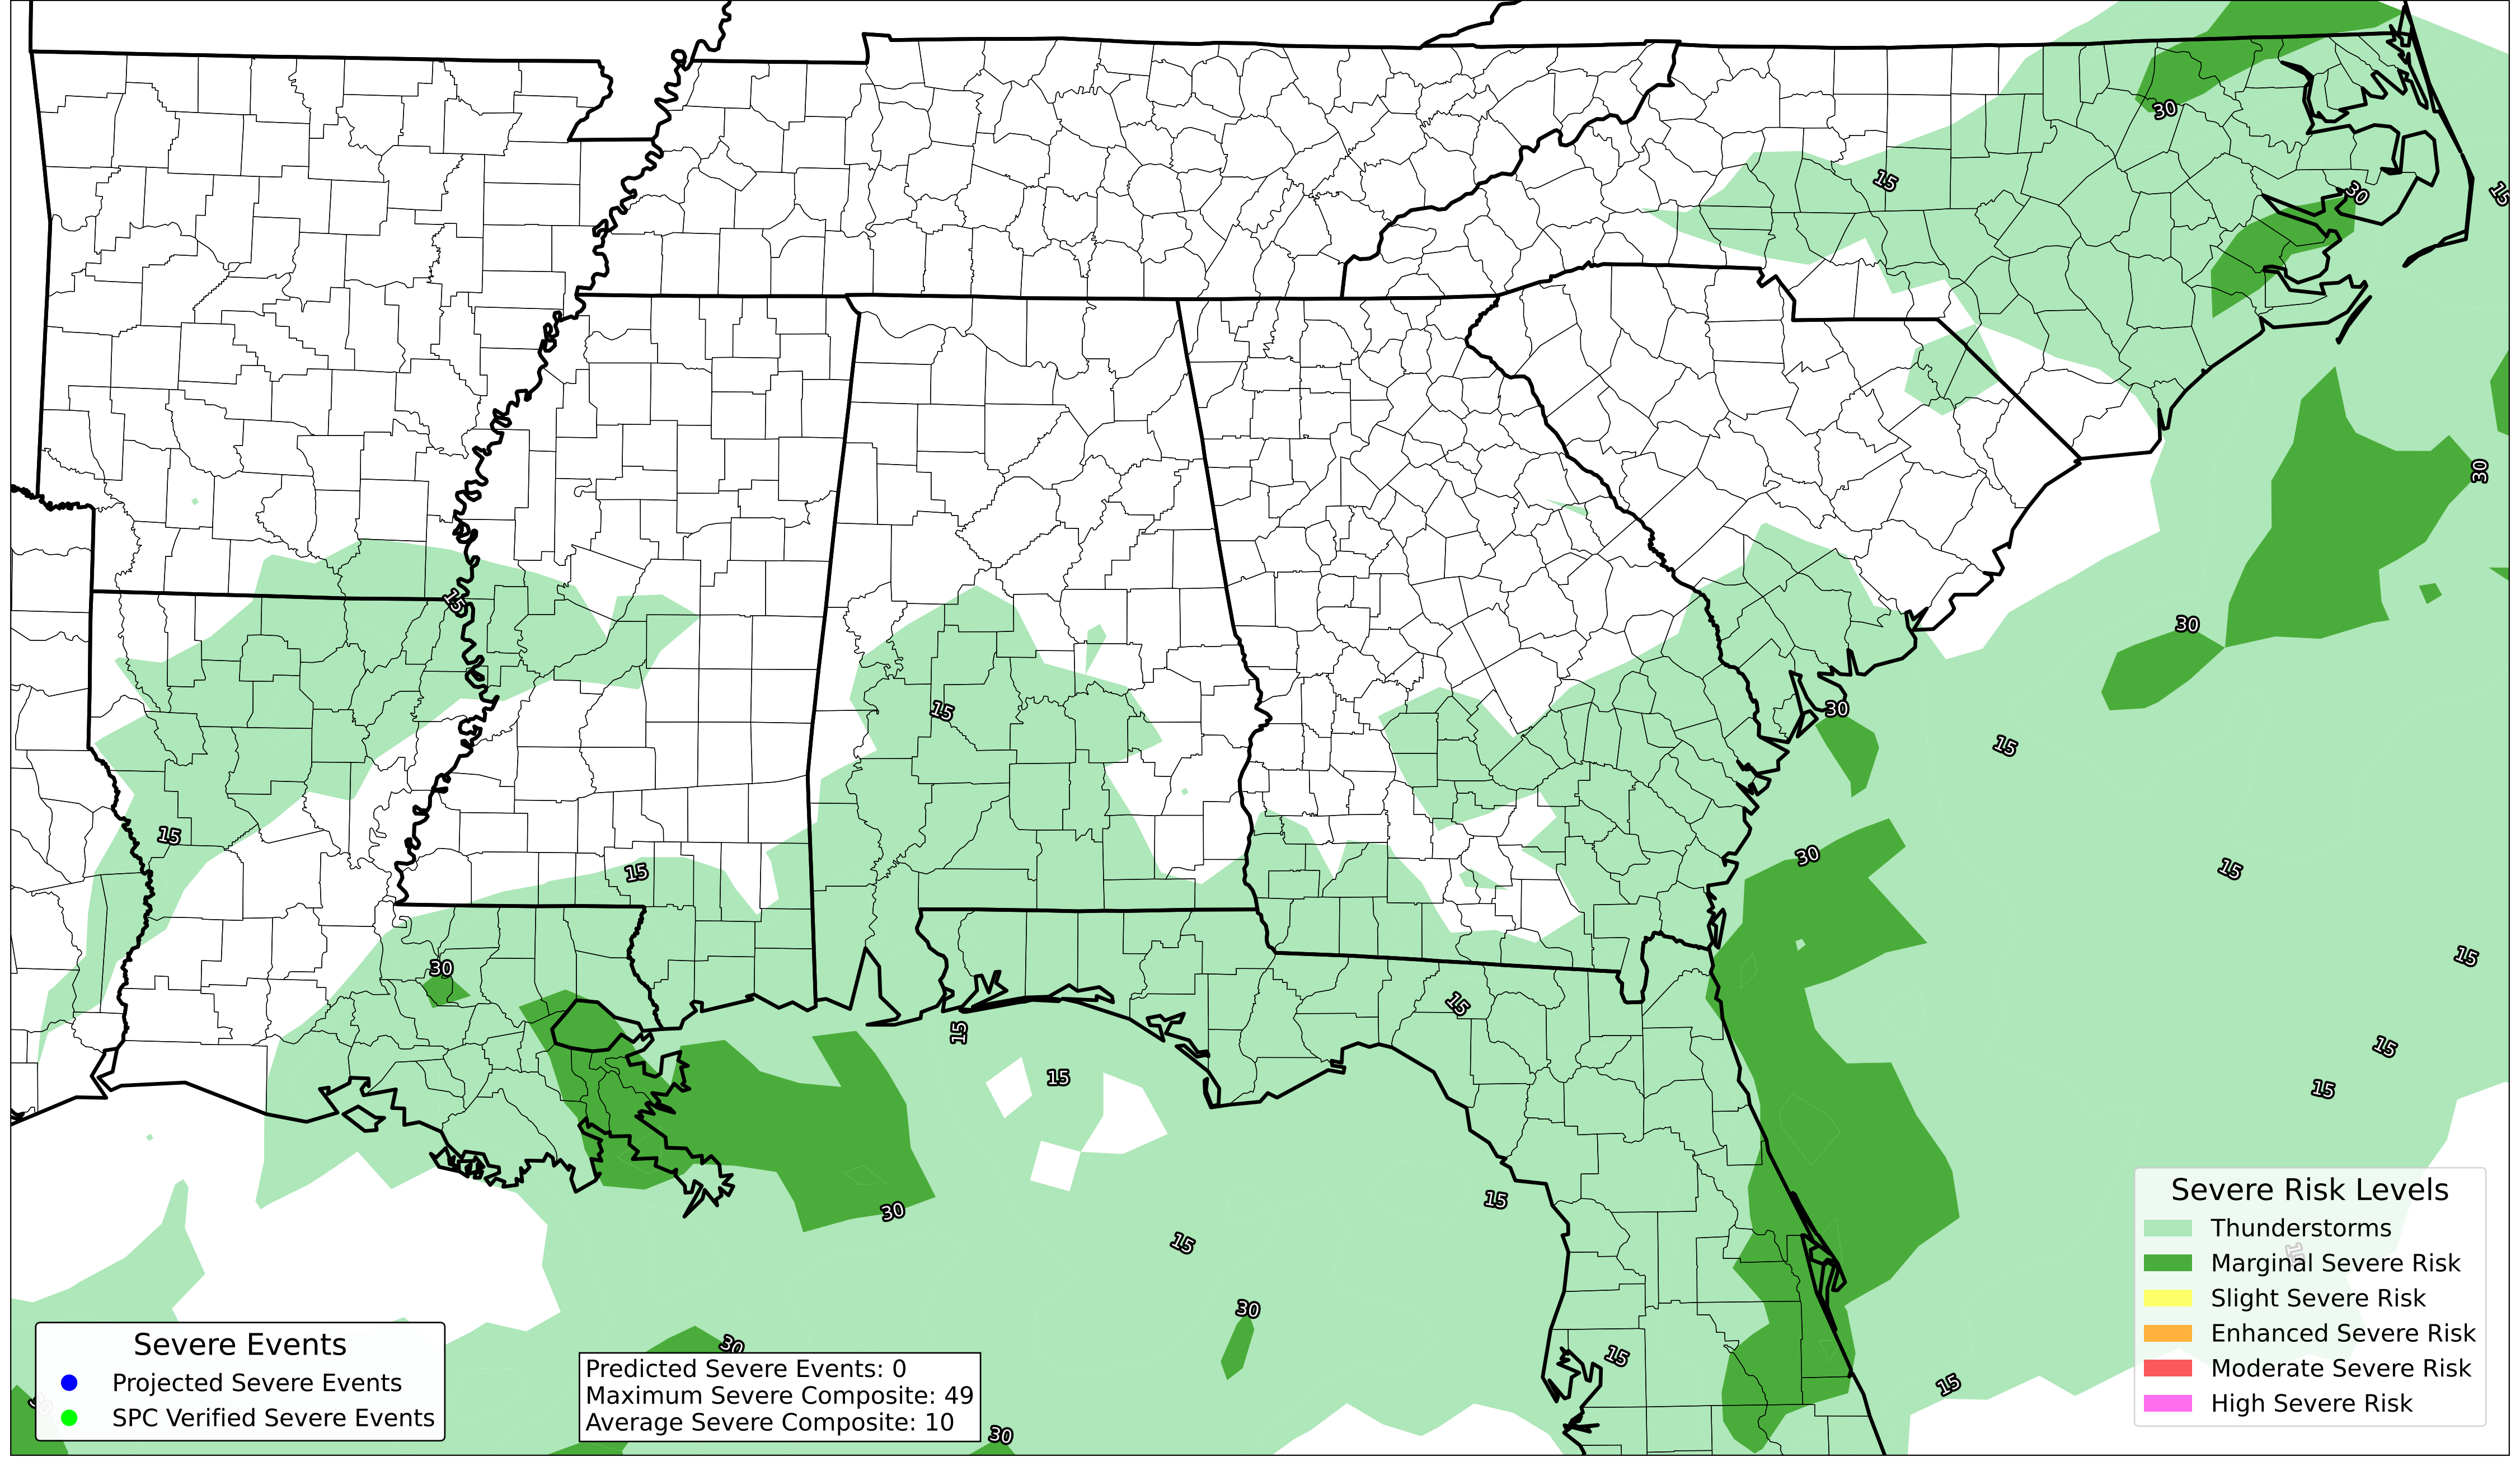 30
15
30
15
30
15
30
30
15
15
30
15
15
15
30
15
30
15
15
15
15
15
15
30
15
15
15
30
30
15
15
30
30
Severe Events
Projected Severe Events
SPC Verified Severe Events
Predicted Severe Events: 0
Maximum Severe Composite: 49
Average Severe Composite: 10
Severe Risk Levels
Thunderstorms
Marginal Severe Risk
Slight Severe Risk
Enhanced Severe Risk
Moderate Severe Risk
High Severe Risk